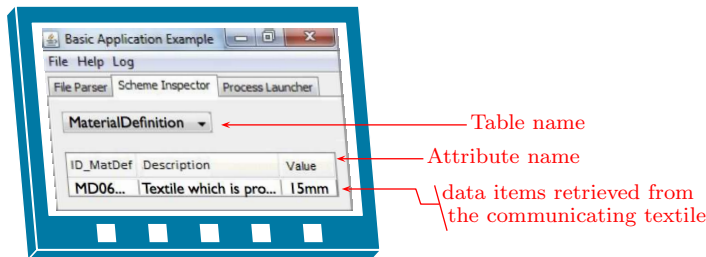 Basic Application Example
File Help Log
File Parser Scheme Inspector Process Launcher
MaterialDefinition
Table name
ID_MatDef Description Value
Attribute name
MD06... Textile which is pro... 15mm
data items retrieved from
the communicating textile